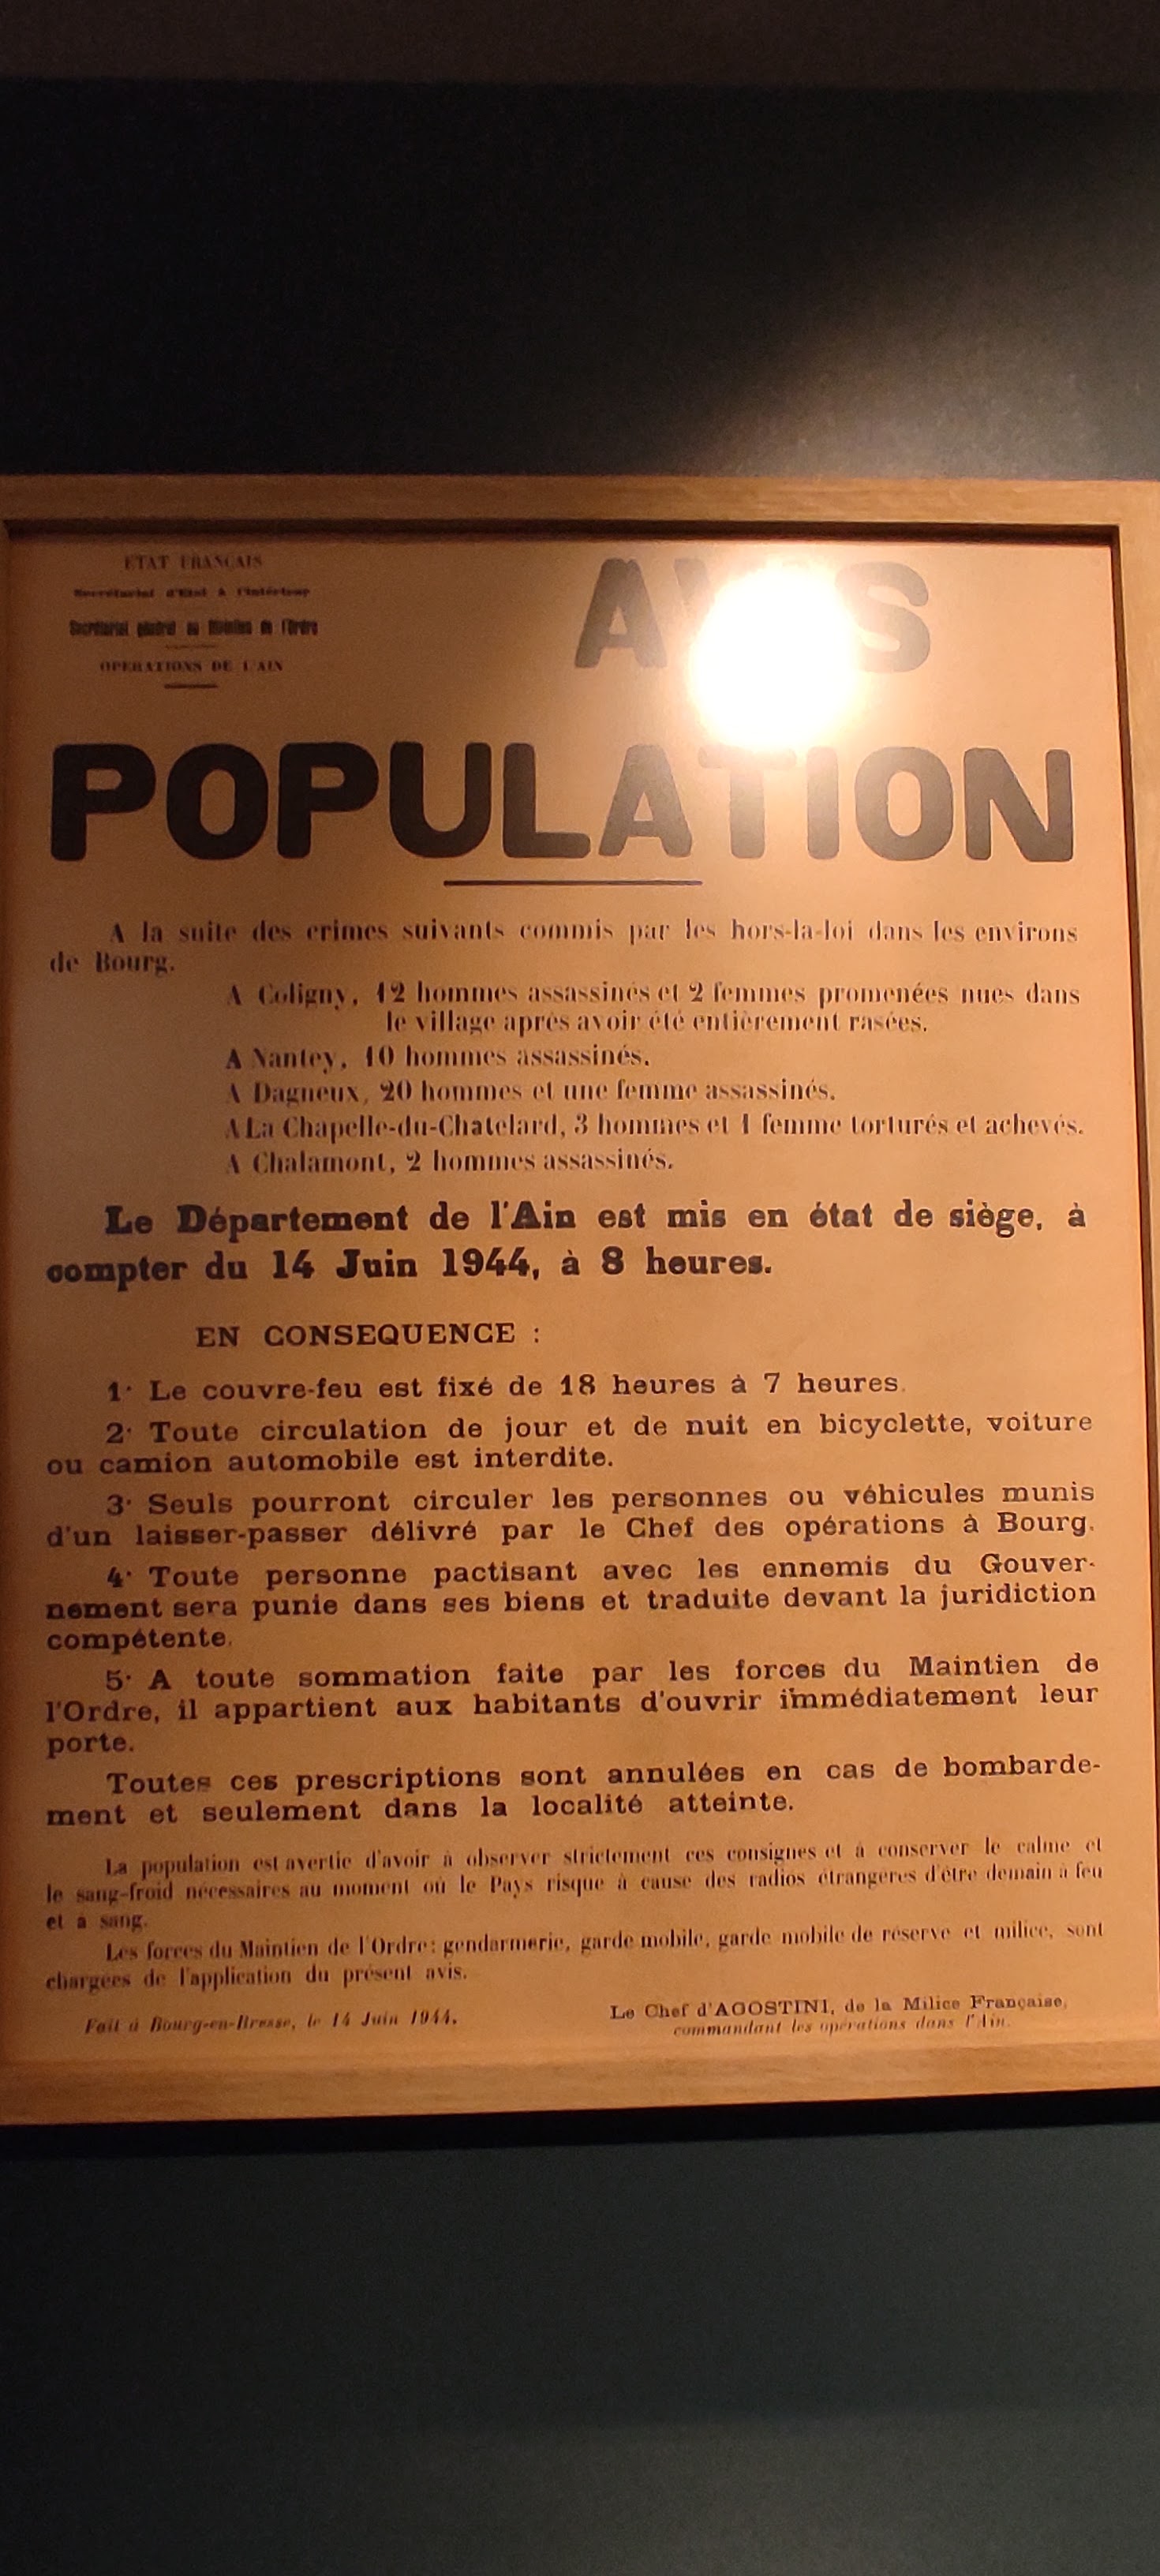 ETAT FRANÇAIS
Secrétariat d'Etat à l'Intérieur
Secrétariat général au Maintien de l'Ordre
OPERATIONS DE L'AIN
AVIS
POPULATION
A la suite des crimes suivants commis par les hors-la-loi dans les environs
de Bourg.
A Coligny, 12 hommes assassinés et 2 femmes promenées nues dans
le village après avoir été entièrement rasées.
A Nantey, 10 hommes assassinés.
A Dagneux, 20 hommes et une femme assassinés.
A La Chapelle-du-Chatelard, 3 hommes et 1 femme torturés et achevés.
A Chalamont, 2 hommes assassinés.
Le Département de l'Ain est mis en état de siège, à
compter du 14 Juin 1944, à 8 heures.
EN CONSEQUENCE :
1· Le couvre-feu est fixé de 18 heures à 7 heures.
2· Toute circulation de jour et de nuit en bicyclette, voiture
ou camion automobile est interdite.
3· Seuls pourront circuler les personnes ou véhicules munis
d'un laisser-passer délivré par le Chef des opérations à Bourg.
4· Toute personne pactisant avec les ennemis du Gouver-
nement sera punie dans ses biens et traduite devant la juridiction
compétente.
5· A toute sommation faite par les forces du Maintien de
l'Ordre, il appartient aux habitants d'ouvrir immédiatement leur
porte.
Toutes ces prescriptions sont annulées en cas de bombarde-
ment et seulement dans la localité atteinte.
La population est avertie d'avoir à observer strictement ces consignes et à conserver le calme et
le sang-froid nécessaires au moment où le Pays risque à cause des radios étrangères d'être demain à feu
et à sang.
Les forces du Maintien de l'Ordre : gendarmerie, garde mobile, garde mobile de réserve et milice, sont
chargées de l'application du présent avis.
Fait à Bourg-en-Bresse, le 14 Juin 1944.
Le Chef d'AGOSTINI, de la Milice Française,
commandant les opérations dans l'Ain.